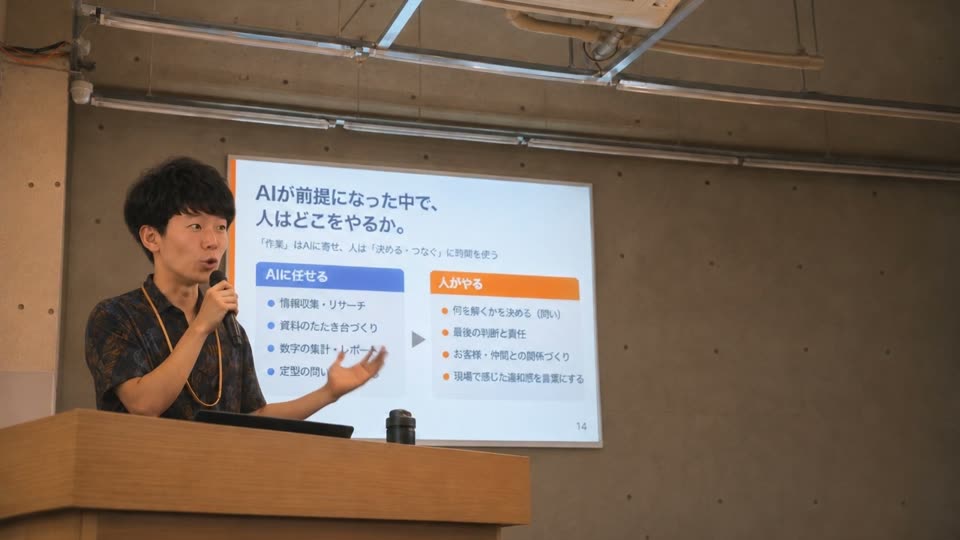 AIが前提になった中で、
人はどこをやるか。
「作業」はAIに寄せ、人は「決める・つなぐ」に時間を使う
AIに任せる
情報収集・リサーチ
資料のたたき台づくり
数字の集計・レポート
定型の問い
人がやる
何を解くかを決める（問い）
最後の判断と責任
お客様・仲間との関係づくり
現場で感じた違和感を言葉にする
14